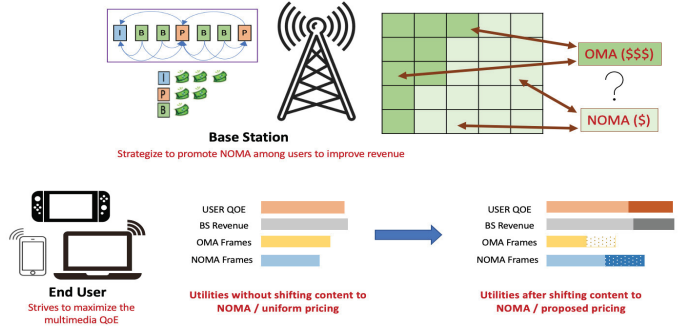 I B B P B B P
I
P
B
OMA ($$$)
?
NOMA ($)
Base Station
Strategize to promote NOMA among users to improve revenue
USER QOE
BS Revenue
OMA Frames
NOMA Frames
USER QOE
BS Revenue
OMA Frames
NOMA Frames
End User
Strives to maximize the
multimedia QoE
Utilities without shifting content to
NOMA / uniform pricing
Utilities after shifting content to
NOMA / proposed pricing